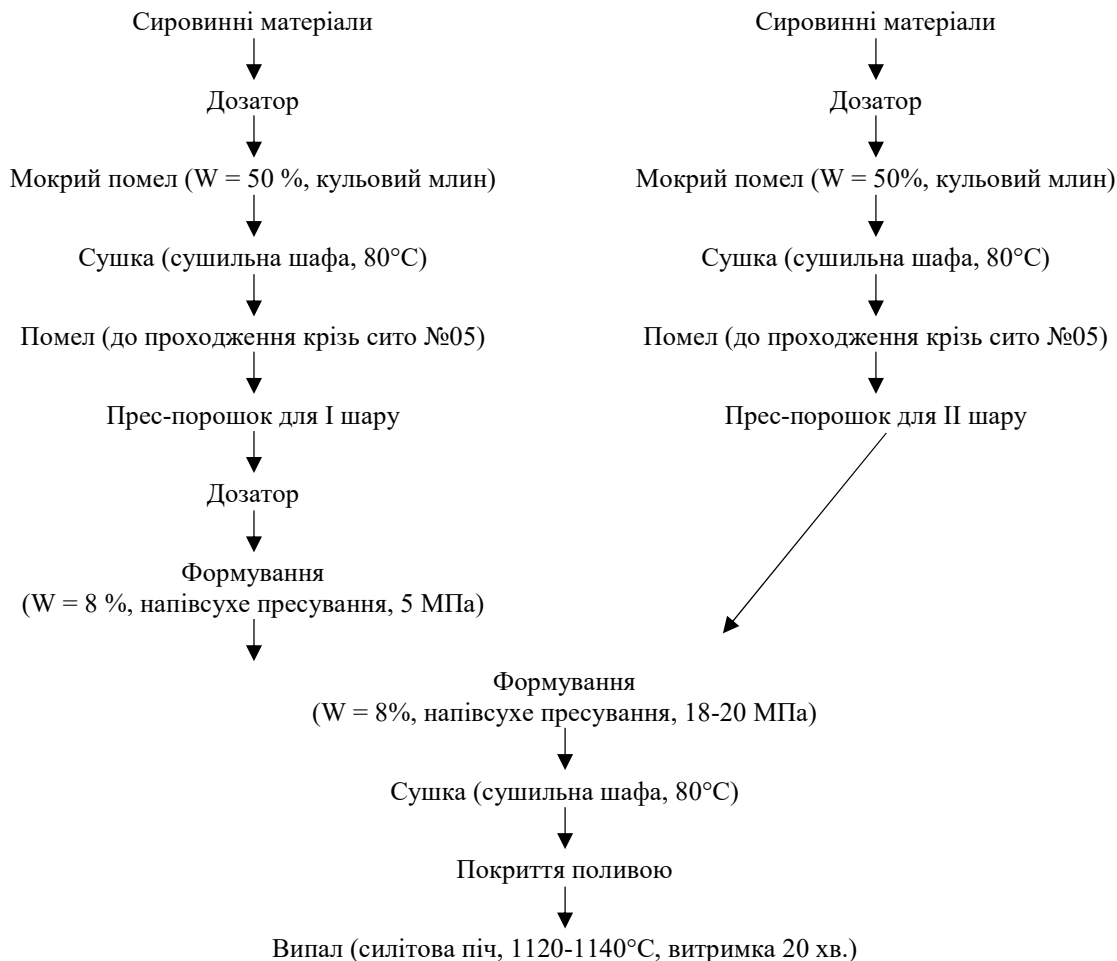 Сировинні матеріали
Дозатор
Мокрий помел (W = 50 %, кульовий млин)
Сушка (сушильна шафа, 80°С)
Помел (до проходження крізь сито №05)
Прес-порошок для І шару
Дозатор
Формування
(W = 8 %, напівсухе пресування, 5 МПа)
Сировинні матеріали
Дозатор
Мокрий помел (W = 50%, кульовий млин)
Сушка (сушильна шафа, 80°С)
Помел (до проходження крізь сито №05)
Прес-порошок для ІІ шару
Формування
(W = 8%, напівсухе пресування, 18-20 МПа)
Сушка (сушильна шафа, 80°С)
Покриття поливою
Випал (силітова піч, 1120-1140°С, витримка 20 хв.)